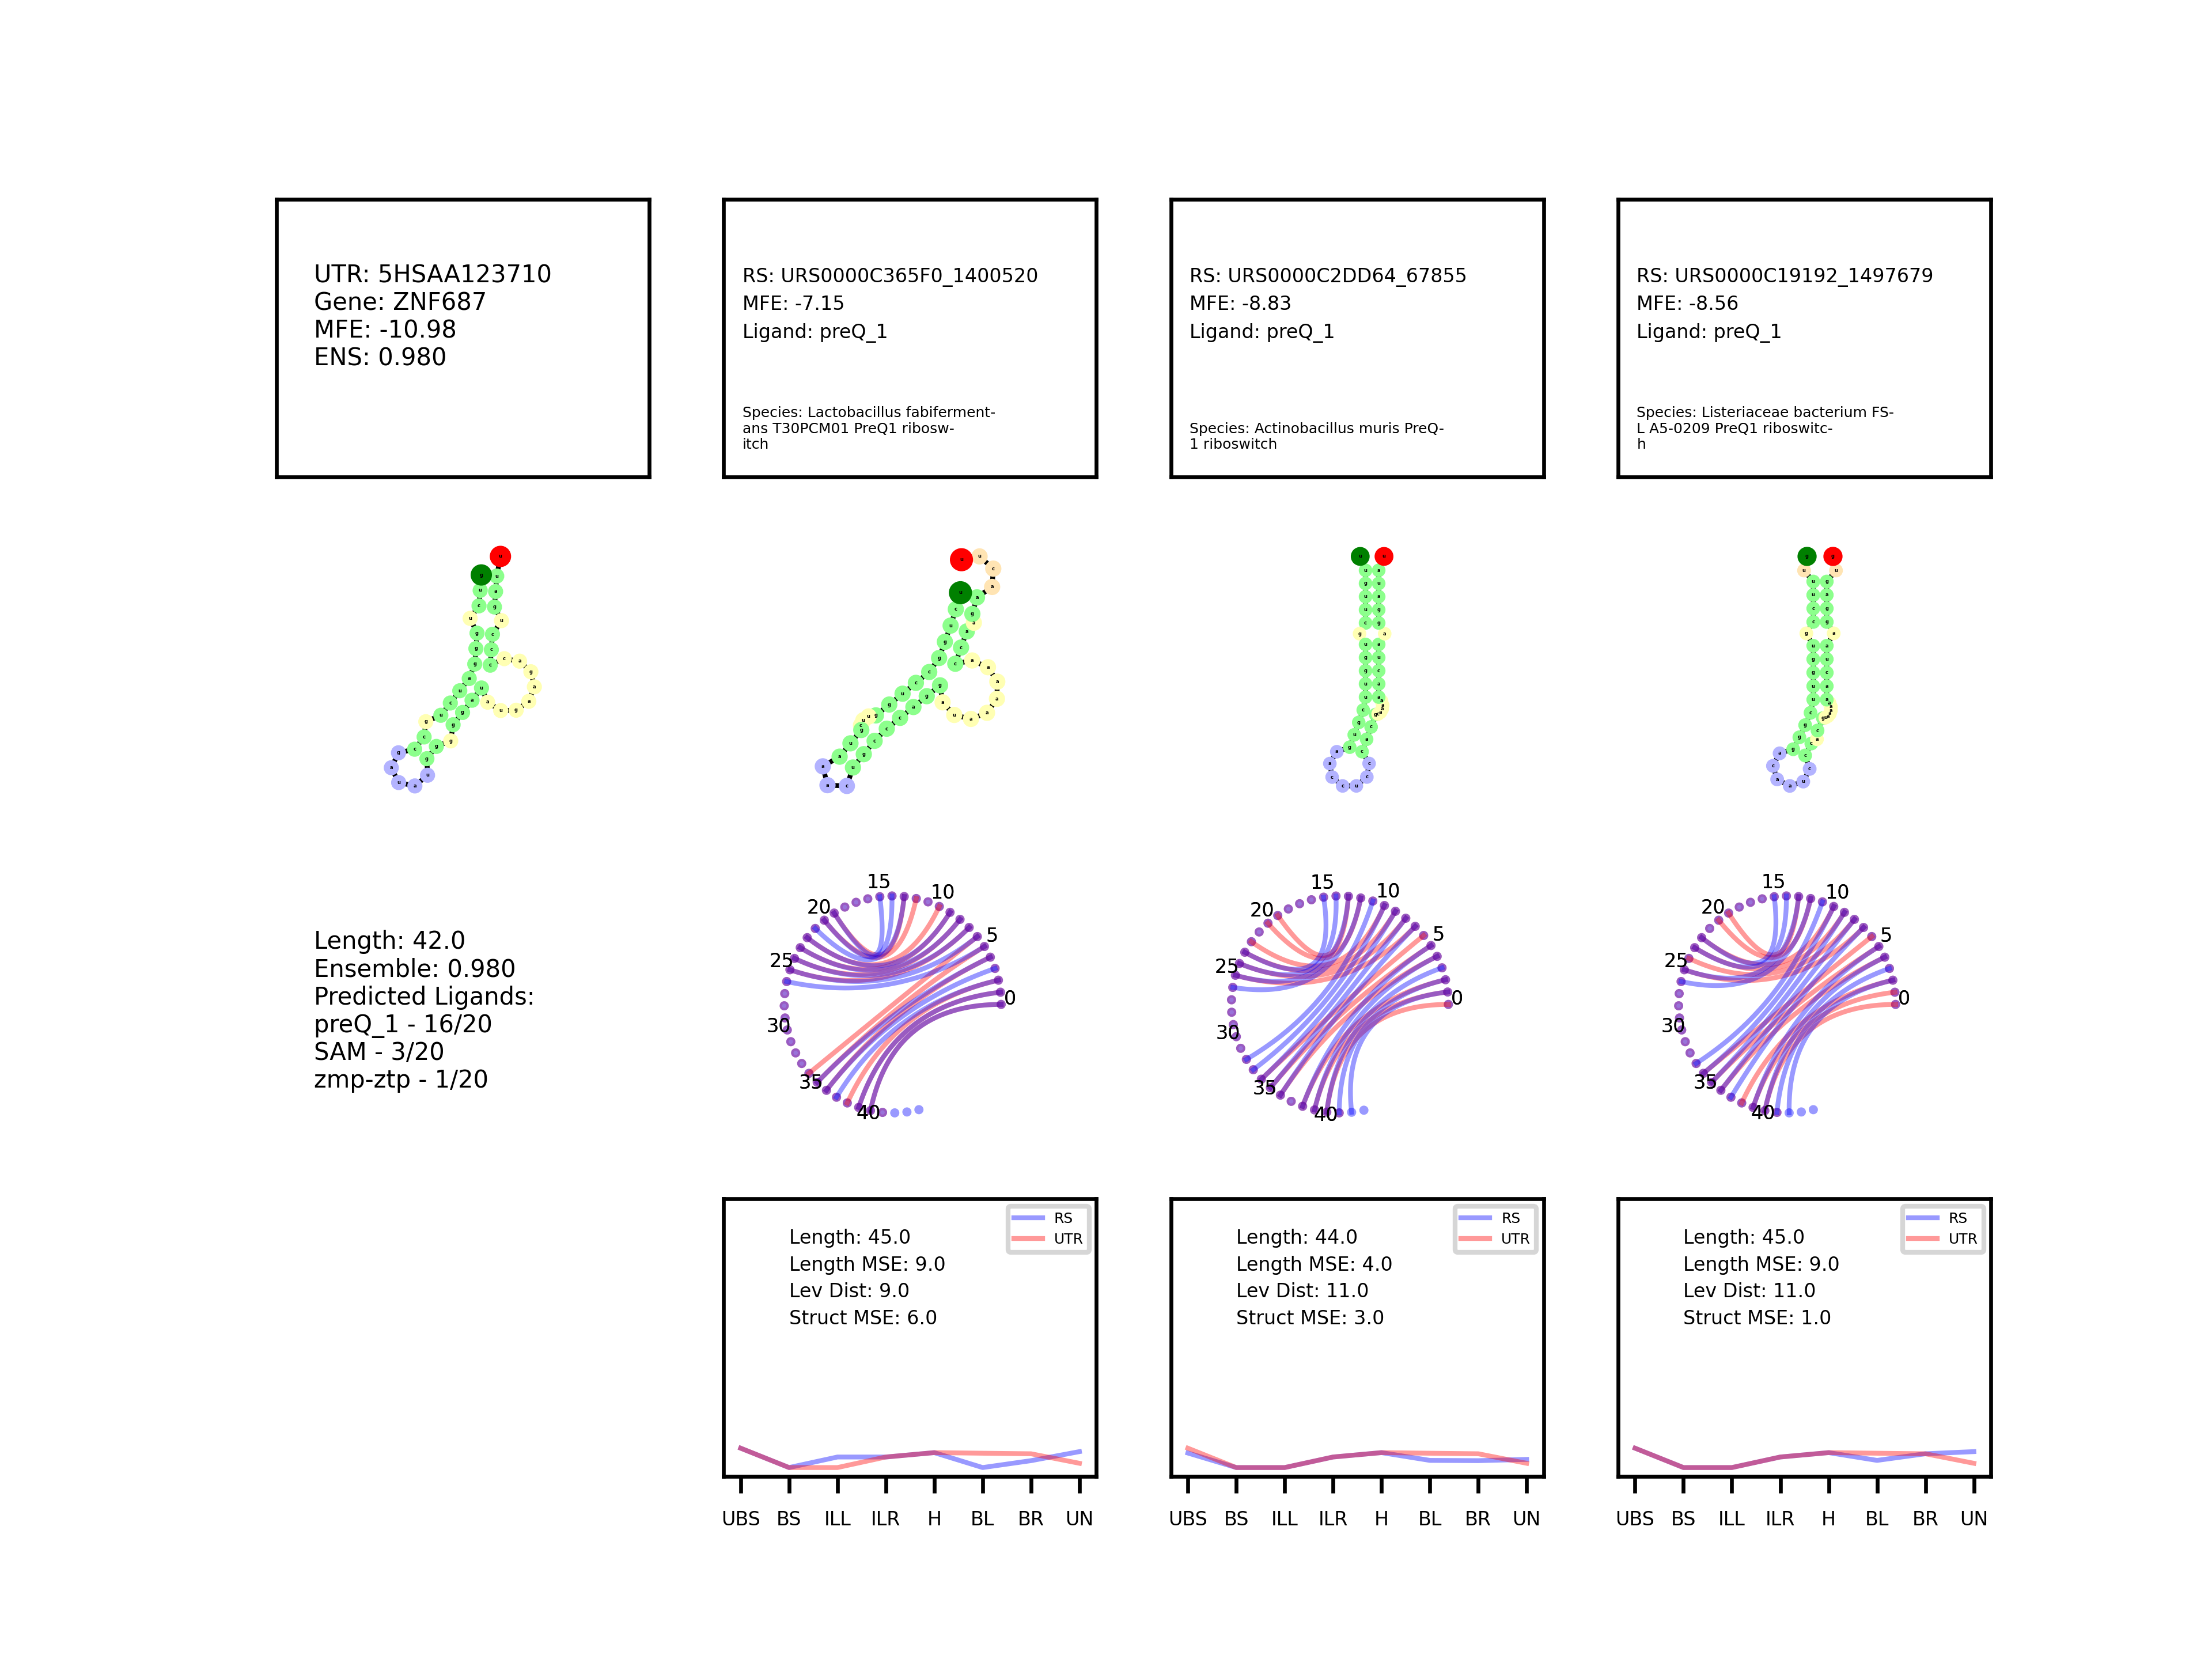 UTR: 5HSAA123710
Gene: ZNF687
MFE: -10.98
ENS: 0.980
RS: URS0000C365F0_1400520
MFE: -7.15
Ligand: preQ_1
Species: Lactobacillus fabiferment-
ans T30PCM01 PreQ1 ribosw-
itch
RS: URS0000C2DD64_67855
MFE: -8.83
Ligand: preQ_1
Species: Actinobacillus muris PreQ-
1 riboswitch
RS: URS0000C19192_1497679
MFE: -8.56
Ligand: preQ_1
Species: Listeriaceae bacterium FS-
L A5-0209 PreQ1 riboswitc-
h
Length: 42.0
Ensemble: 0.980
Predicted Ligands:
preQ_1 - 16/20
SAM - 3/20
zmp-ztp - 1/20
0
5
10
15
20
25
30
35
40
0
5
10
15
20
25
30
35
40
0
5
10
15
20
25
30
35
40
Length: 45.0
Length MSE: 9.0
Lev Dist: 9.0
Struct MSE: 6.0
RS
UTR
UBS BS ILL ILR H BL BR UN
Length: 44.0
Length MSE: 4.0
Lev Dist: 11.0
Struct MSE: 3.0
RS
UTR
UBS BS ILL ILR H BL BR UN
Length: 45.0
Length MSE: 9.0
Lev Dist: 11.0
Struct MSE: 1.0
RS
UTR
UBS BS ILL ILR H BL BR UN